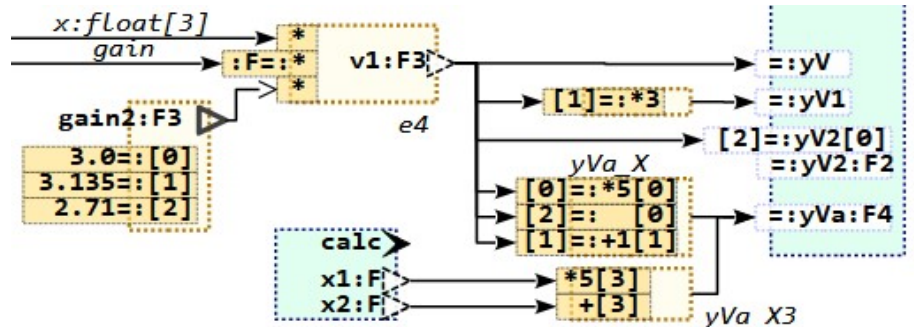 x:float[3]
gain
*
:F=:*
*
v1:F3
e4
gain2:F3
3.0=:[0]
3.135=:[1]
2.71=:[2]
=:yV
[1]=:*3
=:yV1
[2]=:yV2[0]
=:yV2:F2
yVa_X
[0]=:*5[0]
[2]=: [0]
[1]=:+1[1]
=:yVa:F4
calc
x1:F
x2:F
*5[3]
+[3]
yVa_X3